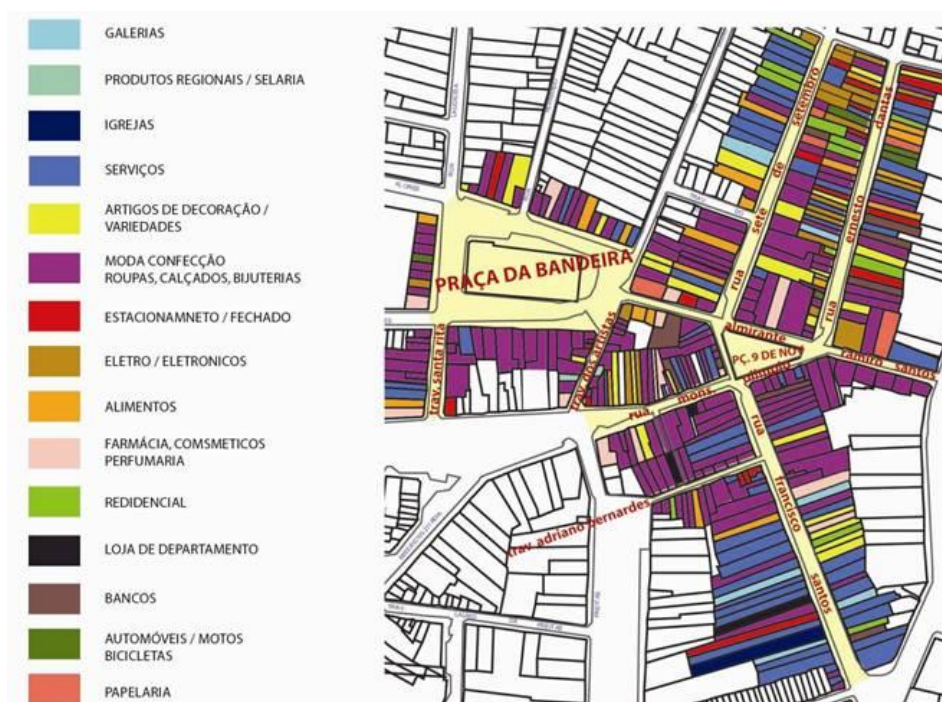 GALERIAS
PRODUTOS REGIONAIS / SELARIA
IGREJAS
SERVIÇOS
ARTIGOS DE DECORAÇÃO /
VARIEDADES
MODA CONFECÇÃO
ROUPAS, CALÇADOS, BIJUTERIAS
ESTACIONAMNETO / FECHADO
ELETRO / ELETRONICOS
ALIMENTOS
FARMÁCIA, COMSMETICOS
PERFUMARIA
REDIDENCIAL
LOJA DE DEPARTAMENTO
BANCOS
AUTOMÓVEIS / MOTOS
BICICLETAS
PAPELARIA
rua sete de setembro
rua ernesto dantas
PRAÇA DA BANDEIRA
almirante
PÇ. 9 DE NOV
ramiro santos
trav. santa rita
trav. dos artistas
rua mons.
rua francisco santos
trav. adriano bernardes